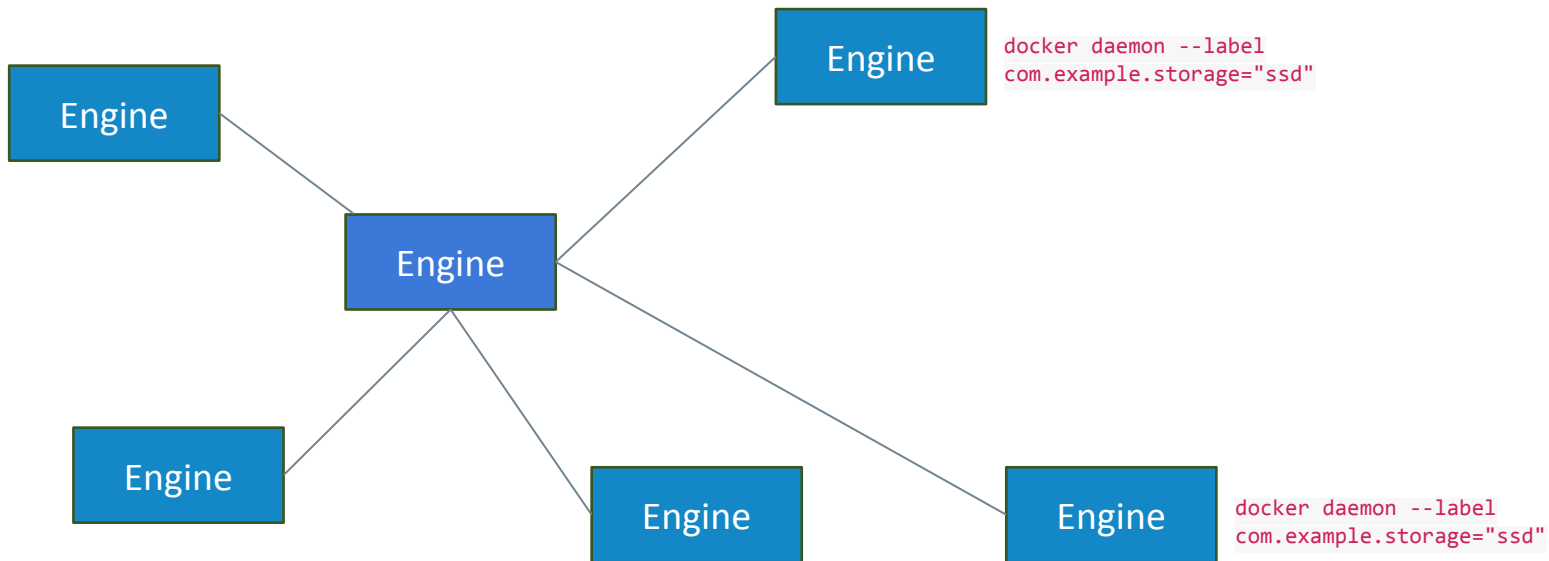 Engine
docker daemon --label
com.example.storage="ssd"
Engine
Engine
Engine
Engine
Engine
docker daemon --label
com.example.storage="ssd"